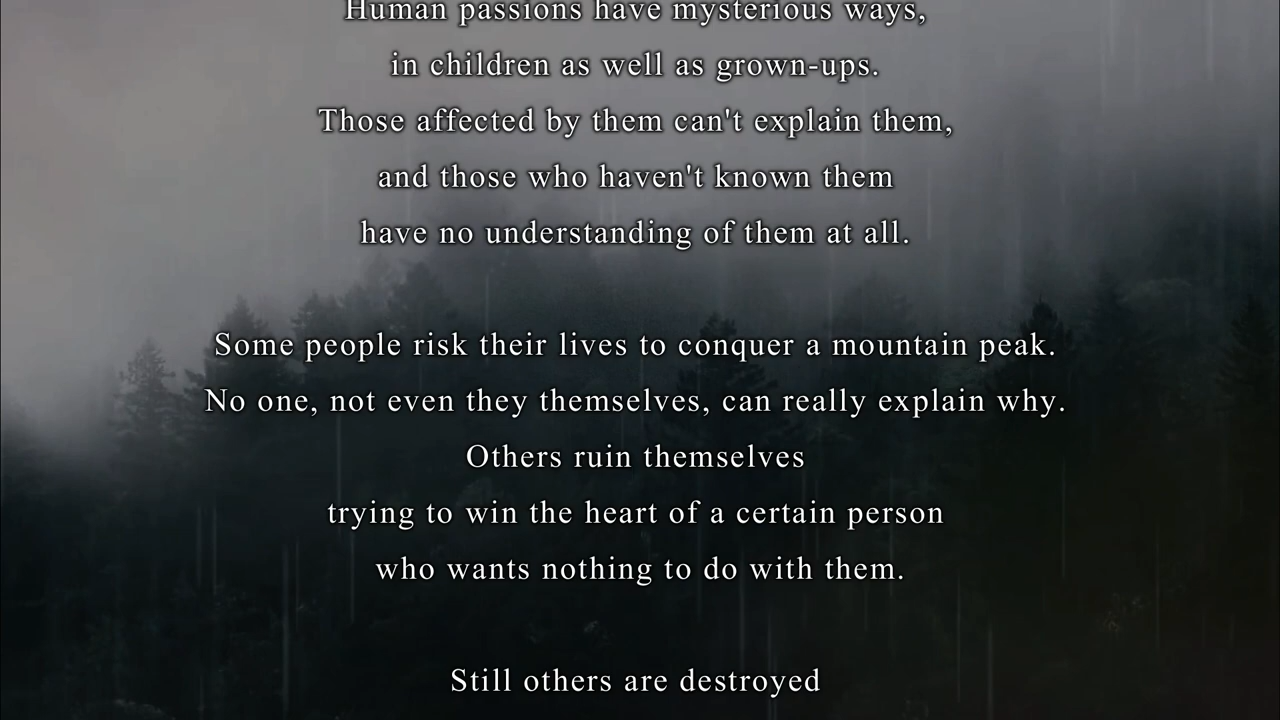 Human passions have mysterious ways,
in children as well as grown-ups.
Those affected by them can't explain them,
and those who haven't known them
have no understanding of them at all.
Some people risk their lives to conquer a mountain peak.
No one, not even they themselves, can really explain why.
Others ruin themselves
trying to win the heart of a certain person
who wants nothing to do with them.
Still others are destroyed